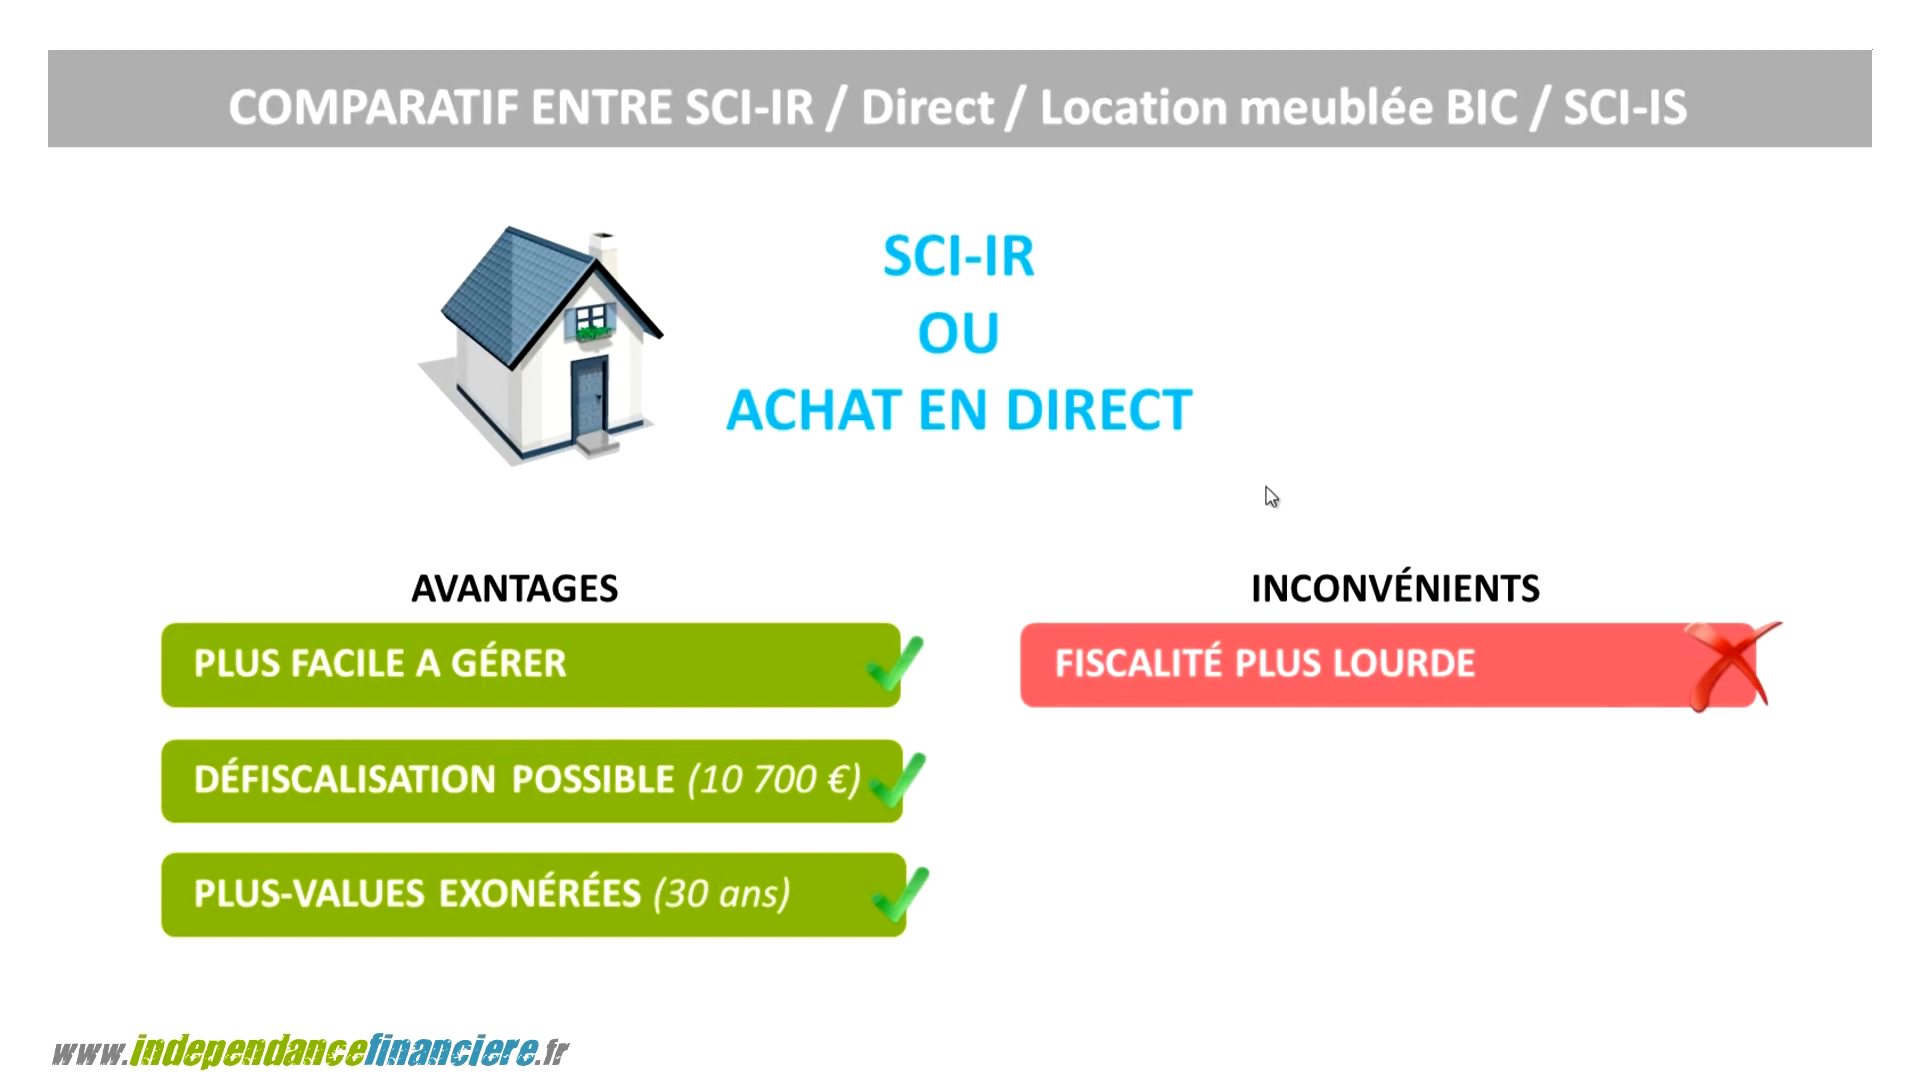 COMPARATIF ENTRE SCI-IR / Direct / Location meublée BIC / SCI-IS
SCI-IR
OU
ACHAT EN DIRECT
AVANTAGES
PLUS FACILE A GÉRER
DÉFISCALISATION POSSIBLE (10 700 €)
PLUS-VALUES EXONÉRÉES (30 ans)
INCONVÉNIENTS
FISCALITÉ PLUS LOURDE
www.independancefinanciere.fr